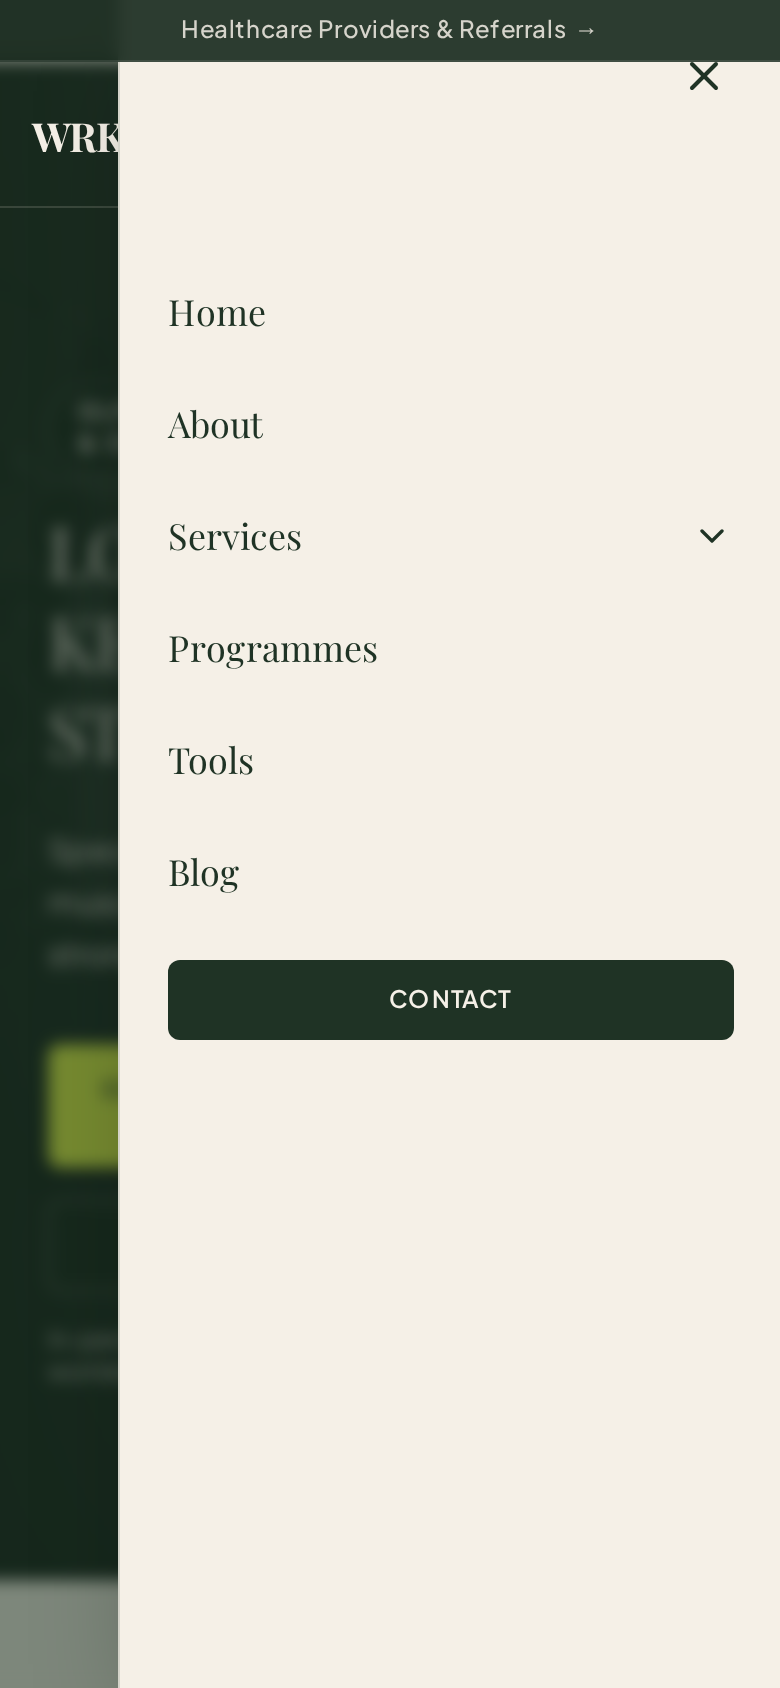 Healthcare Providers & Referrals →
WRK
Home
About
Services
Programmes
Tools
Blog
CONTACT